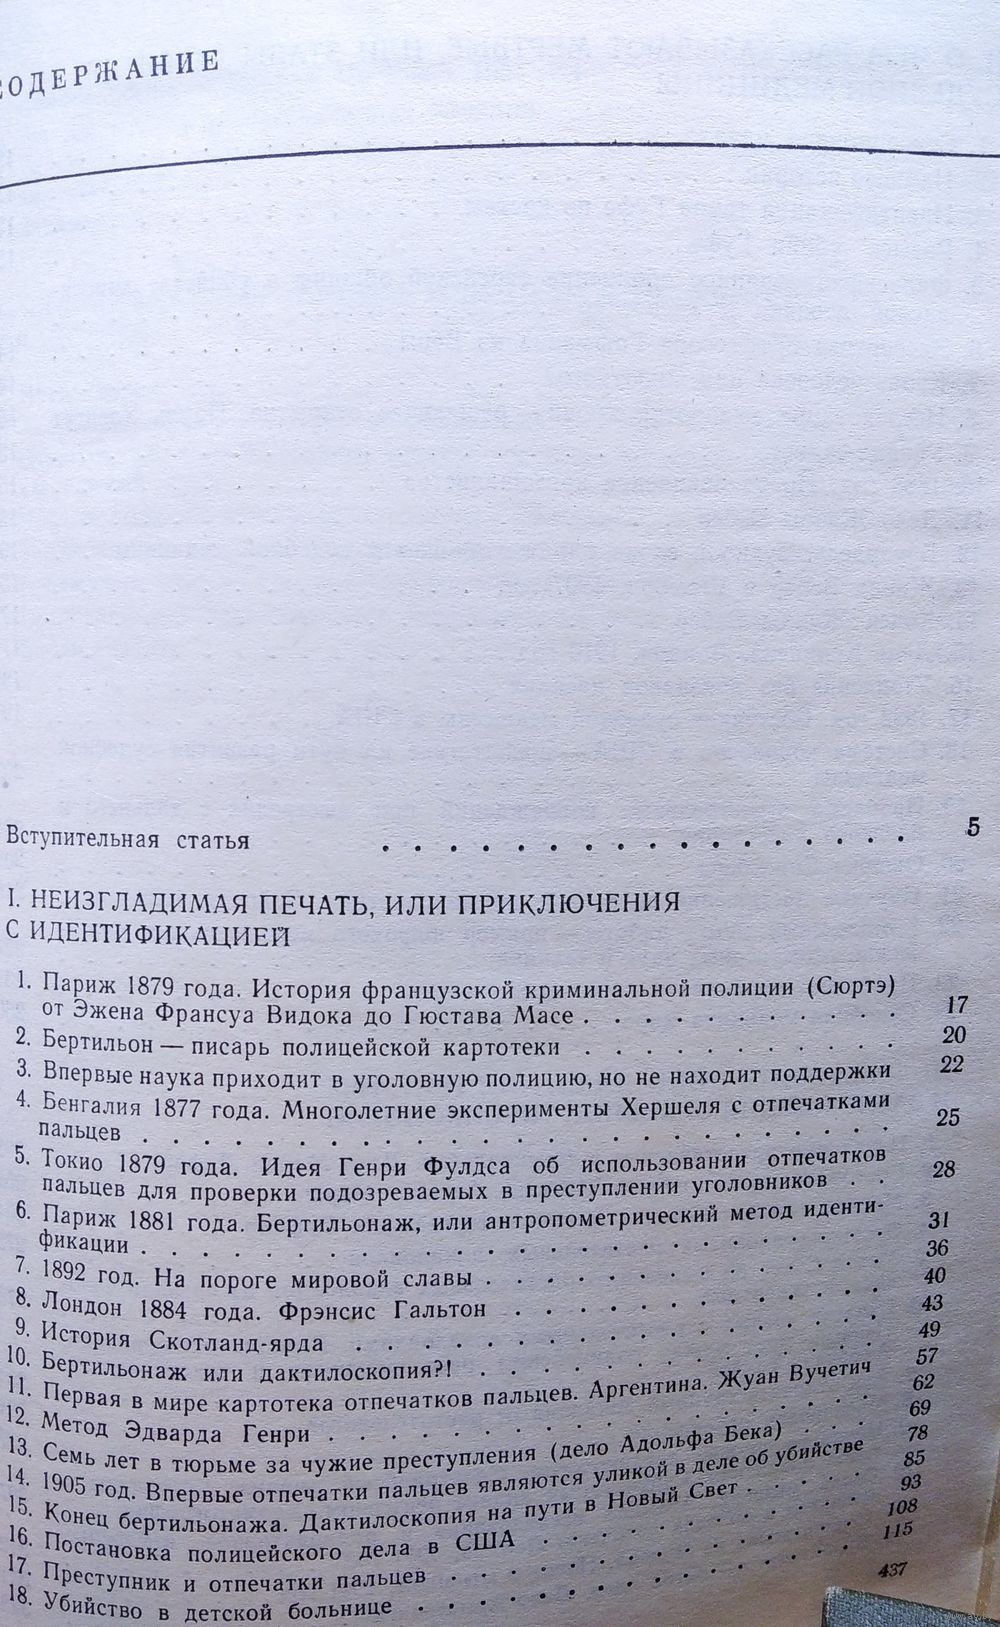 СОДЕРЖАНИЕ
Вступительная статья . . . . . . . . . . . . . . . . . 5
I. НЕИЗГЛАДИМАЯ ПЕЧАТЬ, ИЛИ ПРИКЛЮЧЕНИЯ
С ИДЕНТИФИКАЦИЕЙ
1. Париж 1879 года. История французской криминальной полиции (Сюртэ)
от Эжена Франсуа Видока до Гюстава Масе . . . . . . . . . . 17
2. Бертильон — писарь полицейской картотеки . . . . . . . . . . 20
3. Впервые наука приходит в уголовную полицию, но не находит поддержки 22
4. Бенгалия 1877 года. Многолетние эксперименты Хершеля с отпечатками
пальцев . . . . . . . . . . . . . . . . . . . . . . . . 25
5. Токио 1879 года. Идея Генри Фулдса об использовании отпечатков
пальцев для проверки подозреваемых в преступлении уголовников . . 28
6. Париж 1881 года. Бертильонаж, или антропометрический метод иденти-
фикации . . . . . . . . . . . . . . . . . . . . . . . . 31
7. 1892 год. На пороге мировой славы . . . . . . . . . . . . . 36
8. Лондон 1884 года. Фрэнсис Гальтон . . . . . . . . . . . . 40
9. История Скотланд-ярда . . . . . . . . . . . . . . . . 43
10. Бертильонаж или дактилоскопия?! . . . . . . . . . . . . . 49
11. Первая в мире картотека отпечатков пальцев. Аргентина. Жуан Вучетич 57
12. Метод Эдварда Генри . . . . . . . . . . . . . . . . . 62
13. Семь лет в тюрьме за чужие преступления (дело Адольфа Бека) . . . 69
14. 1905 год. Впервые отпечатки пальцев являются уликой в деле об убийстве 78
15. Конец бертильонажа. Дактилоскопия на пути в Новый Свет . . . . 85
16. Постановка полицейского дела в США . . . . . . . . . . . 93
17. Преступник и отпечатки пальцев . . . . . . . . . . . . . . 108
18. Убийство в детской больнице . . . . . . . . . . . . . . . 115
437